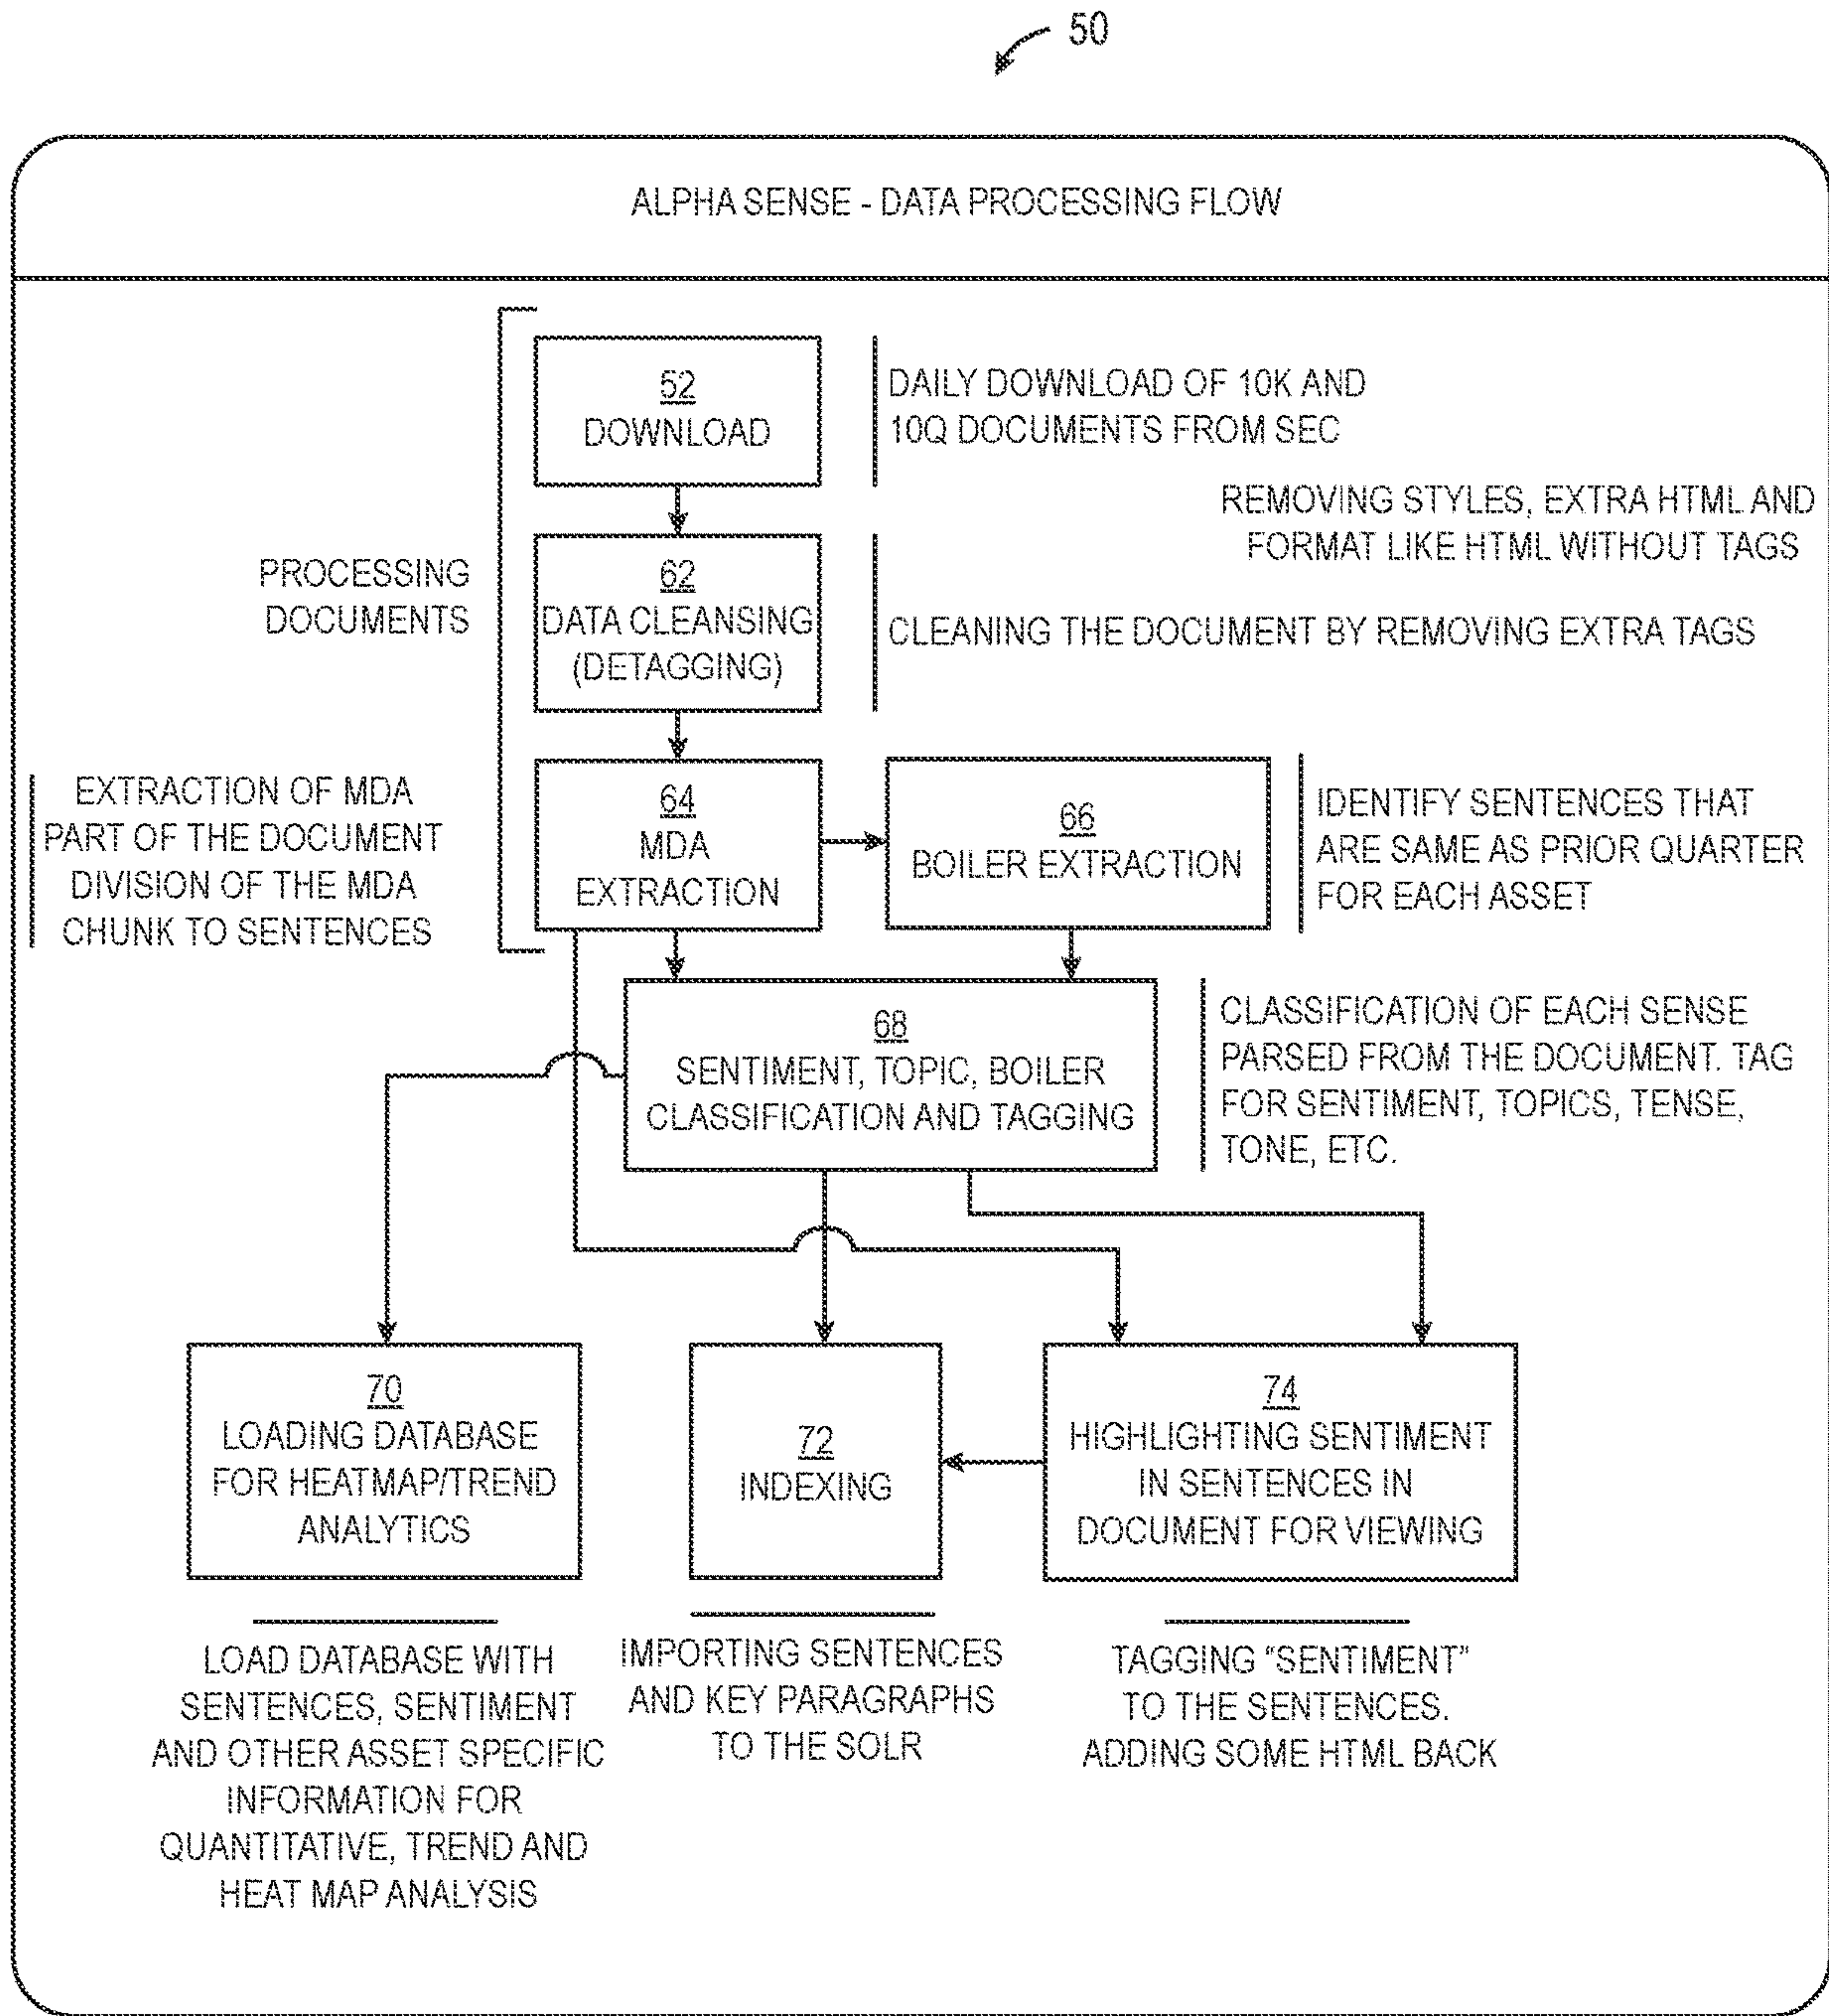 50
ALPHA SENSE - DATA PROCESSING FLOW
52
DOWNLOAD
DAILY DOWNLOAD OF 10K AND
10Q DOCUMENTS FROM SEC
REMOVING STYLES, EXTRA HTML AND
FORMAT LIKE HTML WITHOUT TAGS
PROCESSING
DOCUMENTS
62
DATA CLEANSING
(DETAGGING)
CLEANING THE DOCUMENT BY REMOVING EXTRA TAGS
EXTRACTION OF MDA
PART OF THE DOCUMENT
DIVISION OF THE MDA
CHUNK TO SENTENCES
64
MDA
EXTRACTION
66
BOILER EXTRACTION
IDENTIFY SENTENCES THAT
ARE SAME AS PRIOR QUARTER
FOR EACH ASSET
68
SENTIMENT, TOPIC, BOILER
CLASSIFICATION AND TAGGING
CLASSIFICATION OF EACH SENSE
PARSED FROM THE DOCUMENT. TAG
FOR SENTIMENT, TOPICS, TENSE,
TONE, ETC.
70
LOADING DATABASE
FOR HEATMAP/TREND
ANALYTICS
72
INDEXING
74
HIGHLIGHTING SENTIMENT
IN SENTENCES IN
DOCUMENT FOR VIEWING
LOAD DATABASE WITH
SENTENCES, SENTIMENT
AND OTHER ASSET SPECIFIC
INFORMATION FOR
QUANTITATIVE, TREND AND
HEAT MAP ANALYSIS
IMPORTING SENTENCES
AND KEY PARAGRAPHS
TO THE SOLR
TAGGING “SENTIMENT”
TO THE SENTENCES.
ADDING SOME HTML BACK